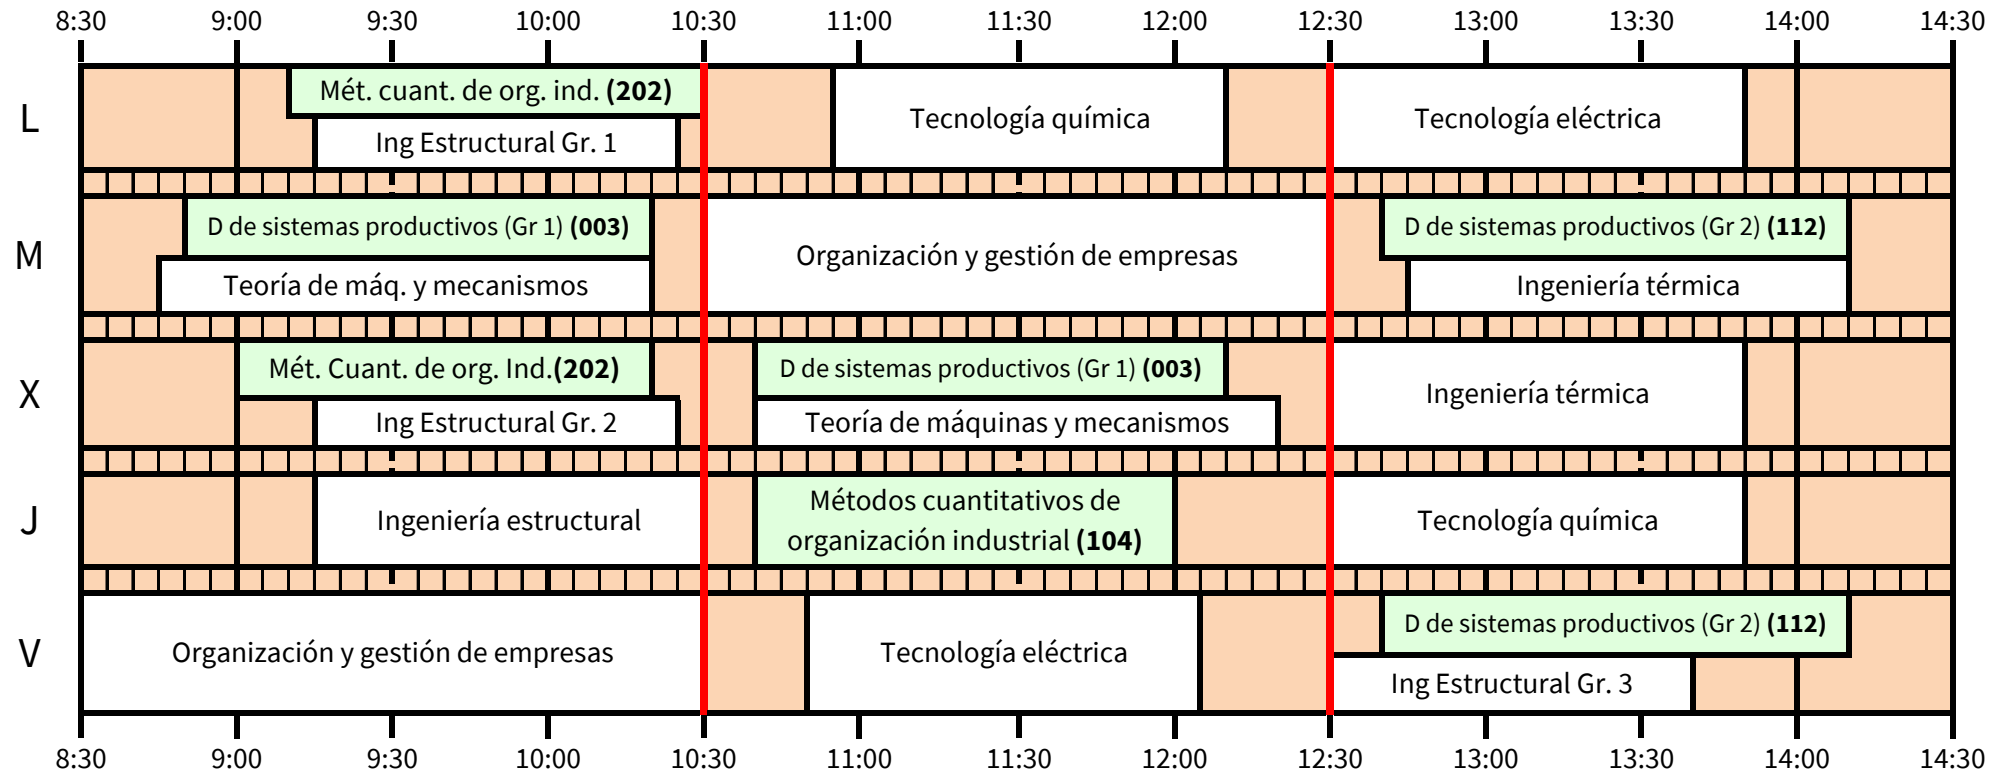 8:30 9:00 9:30 10:00 10:30 11:00 11:30 12:00 12:30 13:00 13:30 14:00 14:30
L
Mét. cuant. de org. ind. (202)
Ing Estructural Gr. 1
Tecnología química
Tecnología eléctrica
M
D de sistemas productivos (Gr 1) (003)
Teoría de máq. y mecanismos
Organización y gestión de empresas
D de sistemas productivos (Gr 2) (112)
Ingeniería térmica
X
Mét. Cuant. de org. Ind.(202)
Ing Estructural Gr. 2
D de sistemas productivos (Gr 1) (003)
Teoría de máquinas y mecanismos
Ingeniería térmica
J
Ingeniería estructural
Métodos cuantitativos de
organización industrial (104)
Tecnología química
V
Organización y gestión de empresas
Tecnología eléctrica
D de sistemas productivos (Gr 2) (112)
Ing Estructural Gr. 3
8:30 9:00 9:30 10:00 10:30 11:00 11:30 12:00 12:30 13:00 13:30 14:00 14:30